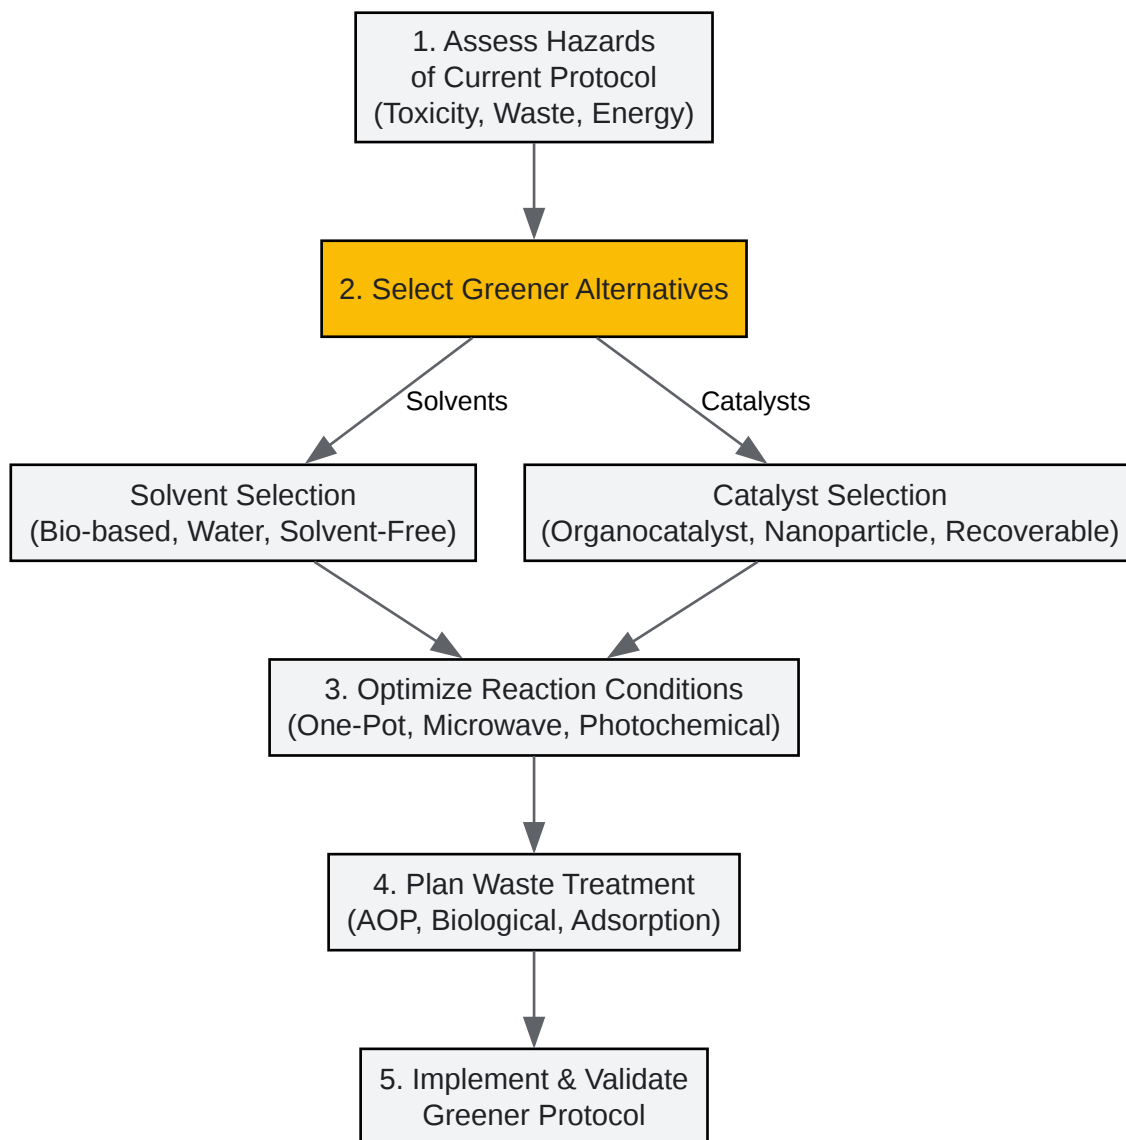 1. Assess Hazards
of Current Protocol
(Toxicity, Waste, Energy)
2. Select Greener Alternatives
Solvents
Catalysts
Solvent Selection
(Bio-based, Water, Solvent-Free)
Catalyst Selection
(Organocatalyst, Nanoparticle, Recoverable)
3. Optimize Reaction Conditions
(One-Pot, Microwave, Photochemical)
4. Plan Waste Treatment
(AOP, Biological, Adsorption)
5. Implement & Validate
Greener Protocol